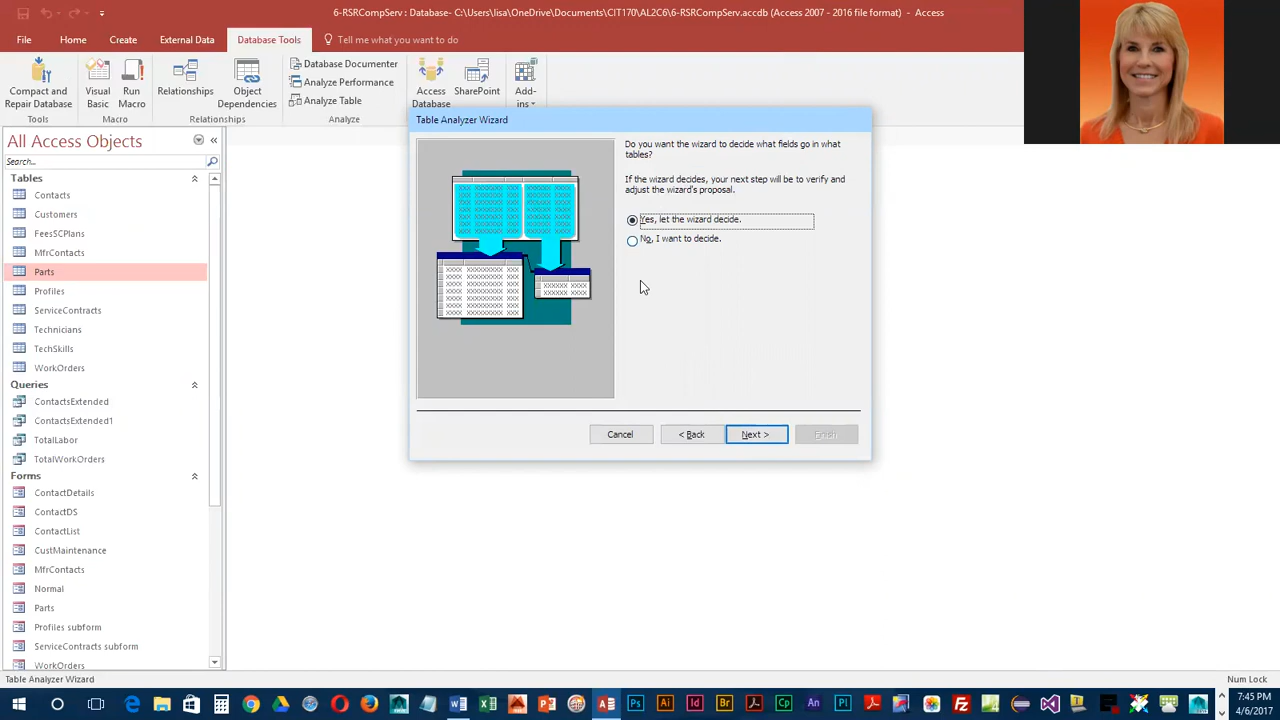 6-RSRCompServ : Database- C:\Users\lisa\OneDrive\Documents\CIT170\AL2C6\6-RSRCompServ.accdb (Access 2007 - 2016 file format) - Access
File Home Create External Data Database Tools Tell me what you want to do
Compact and Repair Database
Visual Basic
Run Macro
Relationships
Object Dependencies
Database Documenter
Analyze Performance
Analyze Table
Access Database
SharePoint
Add-ins
Tools Macro Relationships Analyze
All Access Objects
Search...
Tables
Contacts
Customers
FeesSCPlans
MfrContacts
Parts
Profiles
ServiceContracts
Technicians
TechSkills
WorkOrders
Queries
ContactsExtended
ContactsExtended1
TotalLabor
TotalWorkOrders
Forms
ContactDetails
ContactDS
ContactList
CustMaintenance
MfrContacts
Normal
Parts
Profiles subform
ServiceContracts subform
WorkOrders
Table Analyzer Wizard
Do you want the wizard to decide what fields go in what
tables?
If the wizard decides, your next step will be to verify and
adjust the wizard's proposal.
Yes, let the wizard decide.
No, I want to decide.
Cancel < Back Next > Finish
Table Analyzer Wizard
Num Lock
7:45 PM
4/6/2017